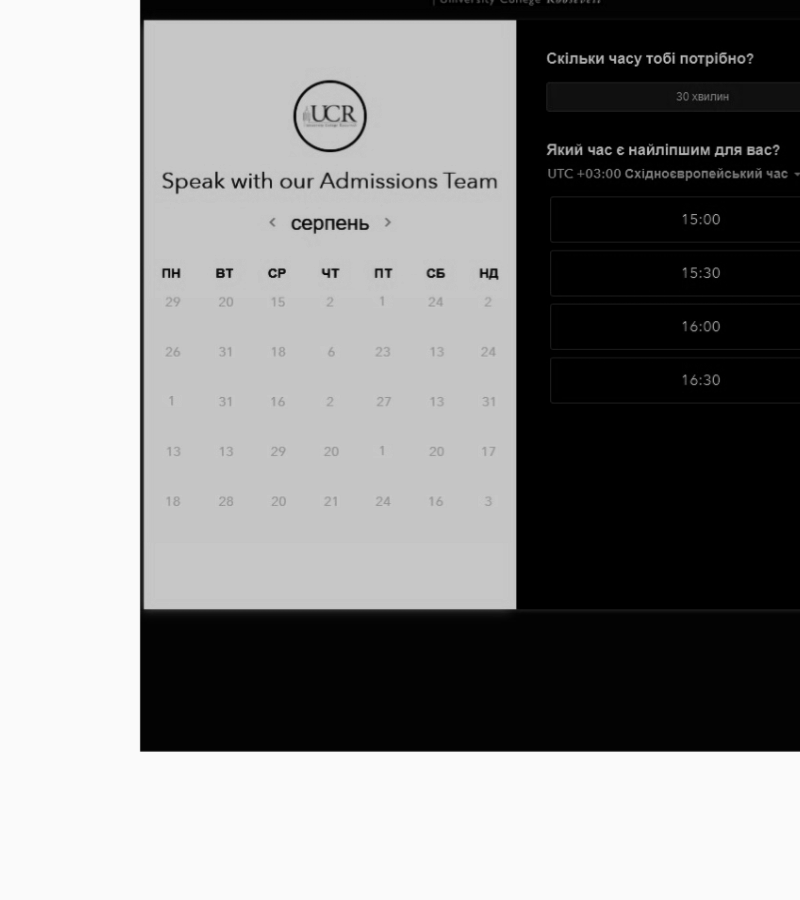 University College Roosevelt
UCR
Speak with our Admissions Team
< серпень >
ПН ВТ СР ЧТ ПТ СБ НД
29 20 15 2 1 24 2
26 31 18 6 23 13 24
1 31 16 2 27 13 31
13 13 29 20 1 20 17
18 28 20 21 24 16 3
Скільки часу тобі потрібно?
30 хвилин
Який час є найліпшим для вас?
UTC +03:00 Східноєвропейський час
15:00
15:30
16:00
16:30